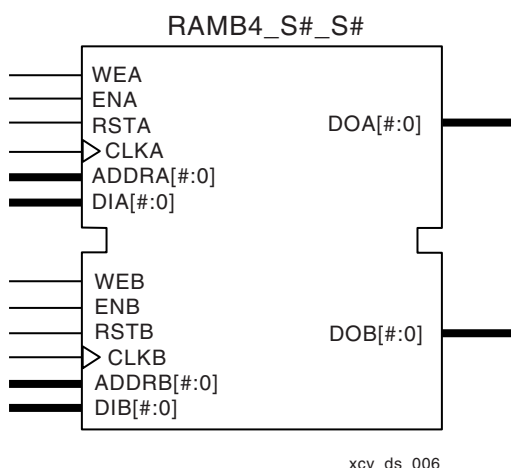 RAMB4_S#_S#
WEA
ENA
RSTA
DOA[#:0]
CLKA
ADDRA[#:0]
DIA[#:0]
WEB
ENB
RSTB
DOB[#:0]
CLKB
ADDRB[#:0]
DIB[#:0]
xcv_ds_006